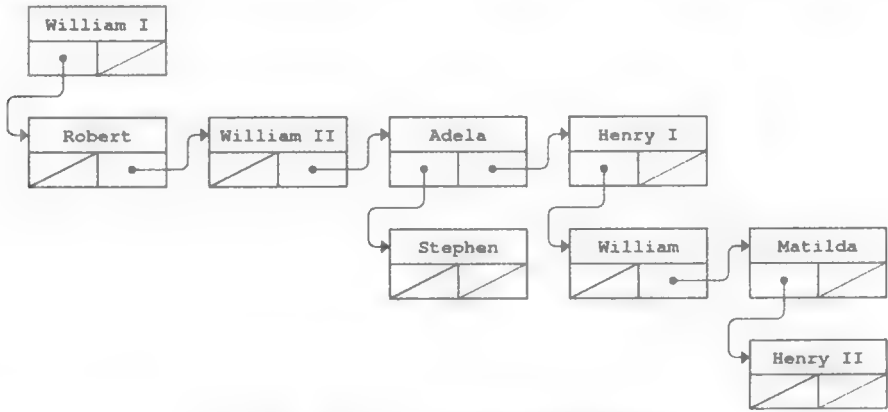 William I
Robert
William II
Adela
Henry I
Stephen
William
Matilda
Henry II